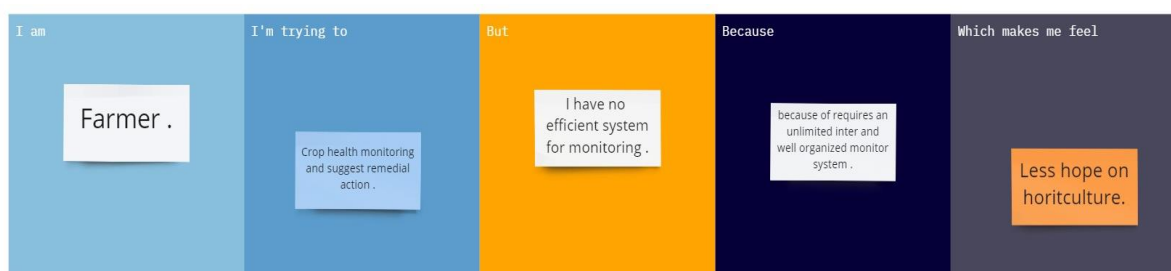 I am
Farmer .
I'm trying to
Crop health monitoring
and suggest remedial
action .
But
I have no
efficient system
for monitoring .
Because
because of requires an
unlimited inter and
well organized monitor
system .
Which makes me feel
Less hope on
horitculture.